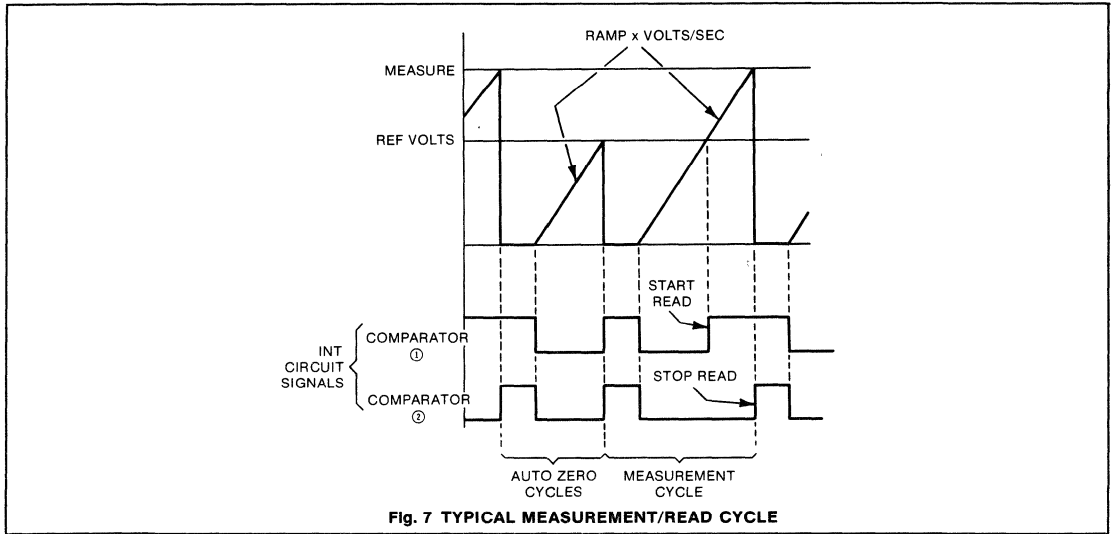 RAMP x VOLTS/SEC
MEASURE
REF VOLTS
START
READ
COMPARATOR
①
INT
CIRCUIT
SIGNALS
STOP READ
COMPARATOR
②
AUTO ZERO
CYCLES
MEASUREMENT
CYCLE
Fig. 7 TYPICAL MEASUREMENT/READ CYCLE